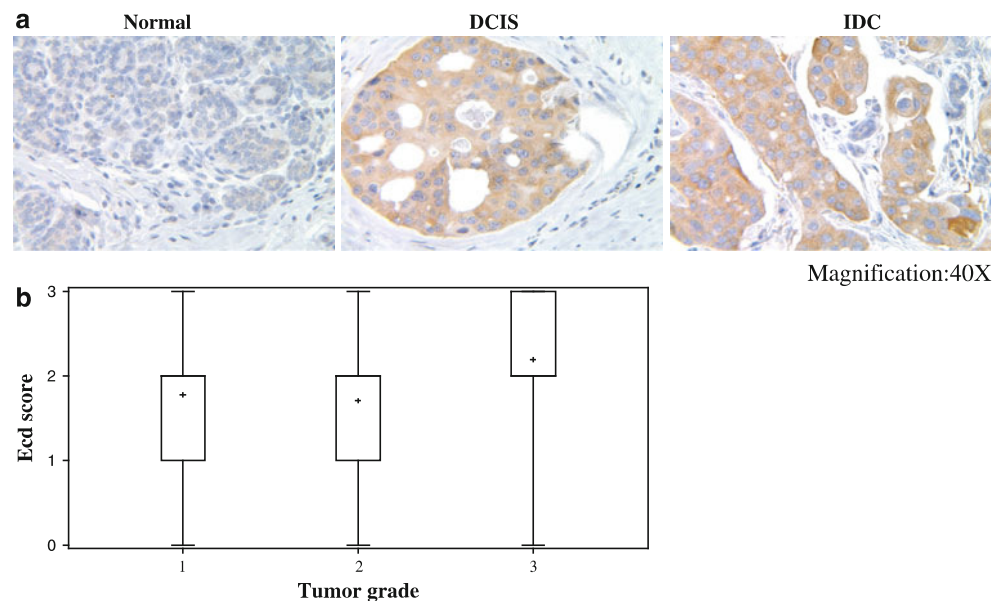 a
Normal DCIS IDC
Magnification:40X
b
3
2
1
0
Ecd score
1 2 3
Tumor grade